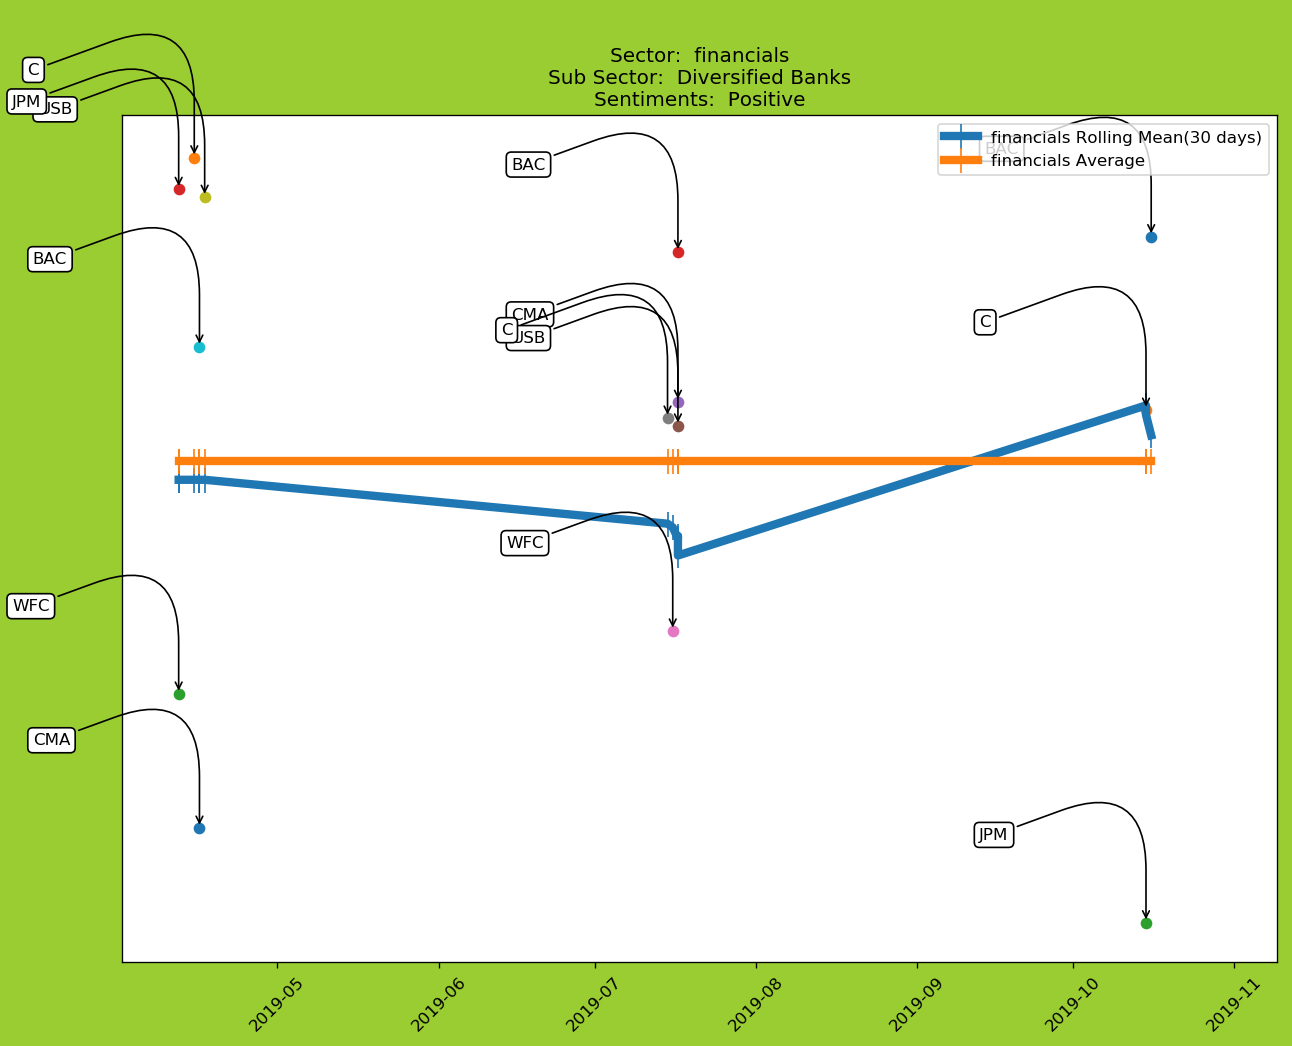 Sector:  financials
Sub Sector:  Diversified Banks
Sentiments:  Positive
C
JPM
USB
BAC
WFC
CMA
BAC
CMA
C
USB
WFC
BAC
financials Rolling Mean(30 days)
financials Average
C
JPM
2019-05
2019-06
2019-07
2019-08
2019-09
2019-10
2019-11